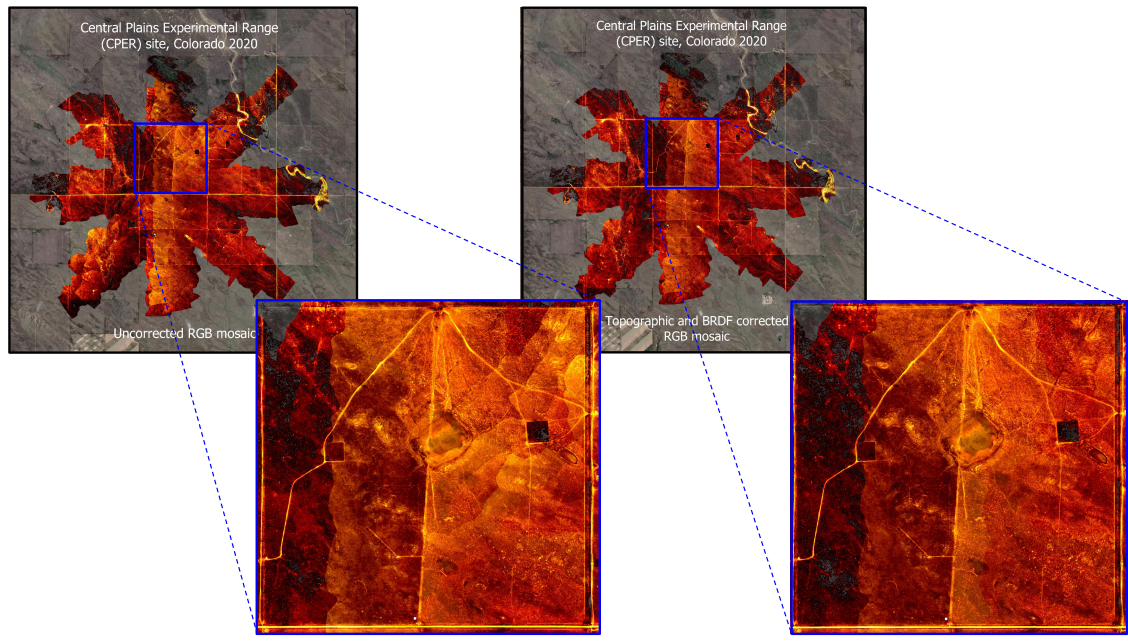 Central Plains Experimental Range
(CPER) site, Colorado 2020
Uncorrected RGB mosaic
Central Plains Experimental Range
(CPER) site, Colorado 2020
Topographic and BRDF corrected
RGB mosaic